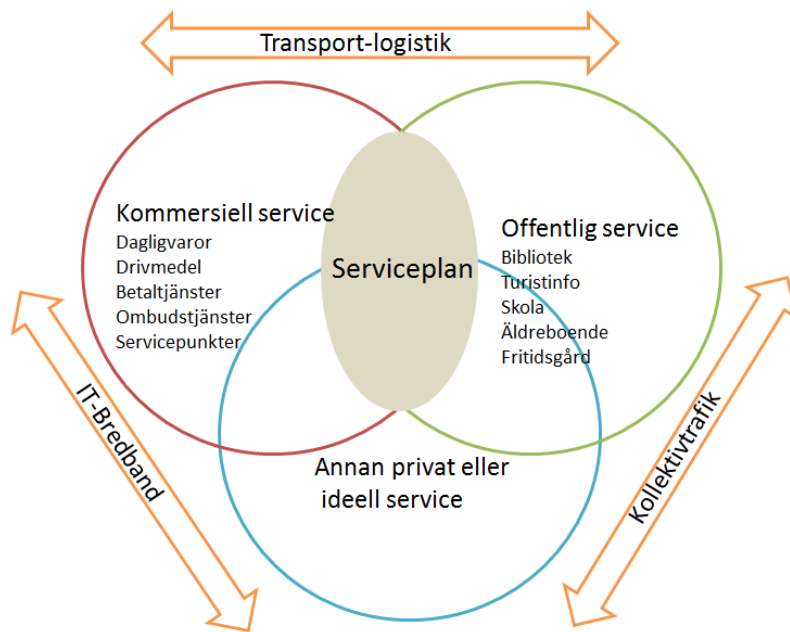 Transport-logistik
Kommersiell service
Dagligvaror
Drivmedel
Betaltjänster
Ombudstjänster
Servicepunkter
Serviceplan
Offentlig service
Bibliotek
Turistinfo
Skola
Äldreboende
Fritidsgård
IT-Bredband
Kollektivtrafik
Annan privat eller
ideell service